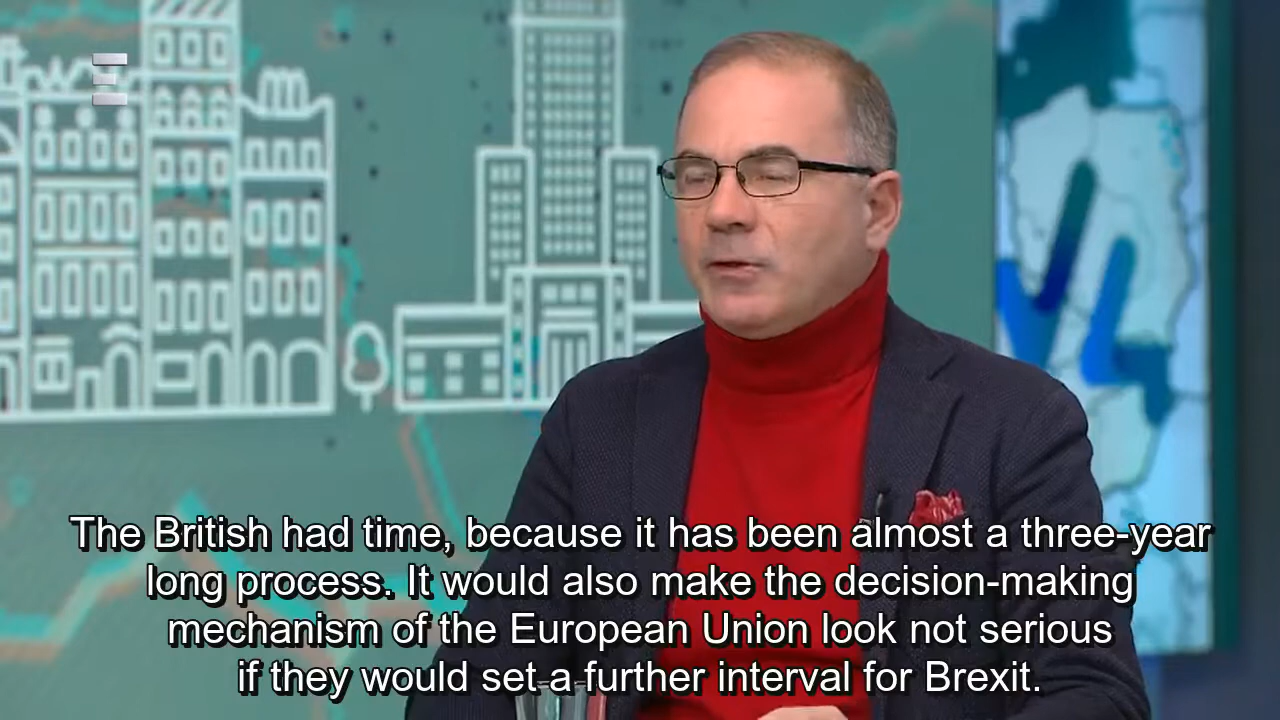 The British had time, because it has been almost a three-year
long process. It would also make the decision-making
mechanism of the European Union look not serious
if they would set a further interval for Brexit.